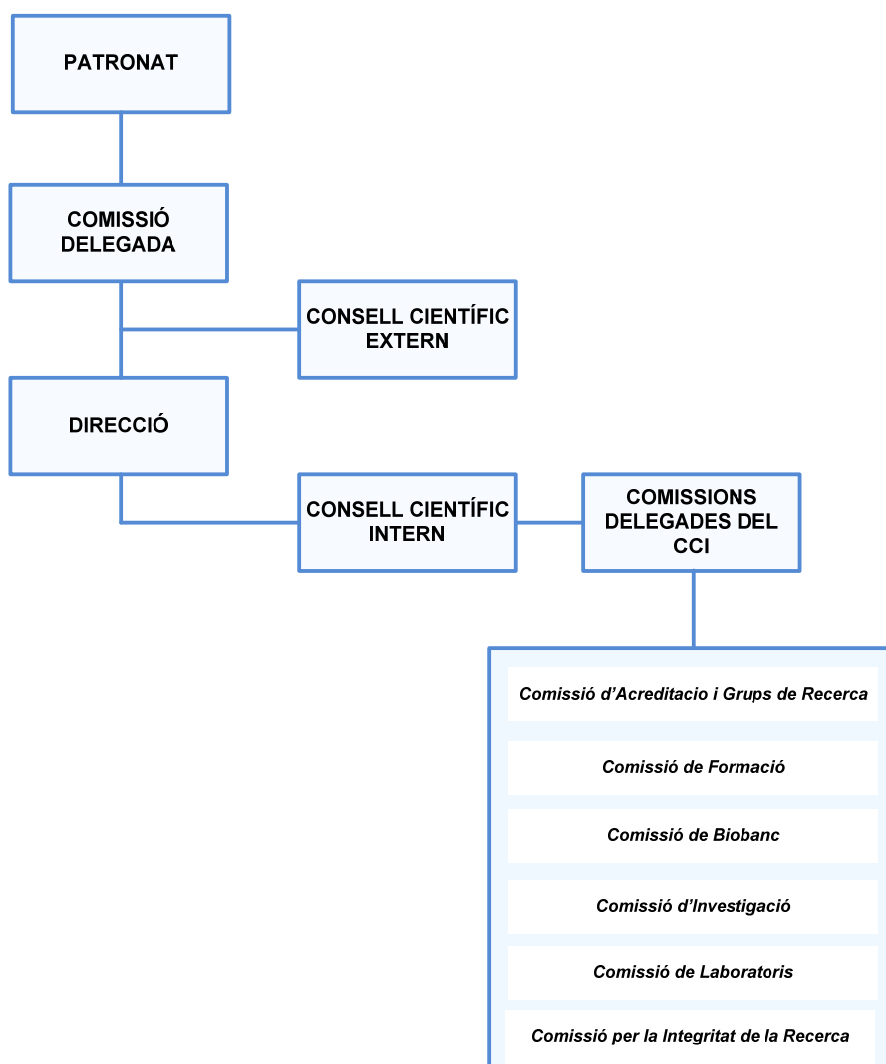 PATRONAT
COMISSIÓ
DELEGADA
CONSELL CIENTÍFIC
EXTERN
DIRECCIÓ
CONSELL CIENTÍFIC
INTERN
COMISSIONS
DELEGADES DEL
CCI
Comissió d’Acreditacio i Grups de Recerca
Comissió de Formació
Comissió de Biobanc
Comissió d’Investigació
Comissió de Laboratoris
Comissió per la Integritat de la Recerca